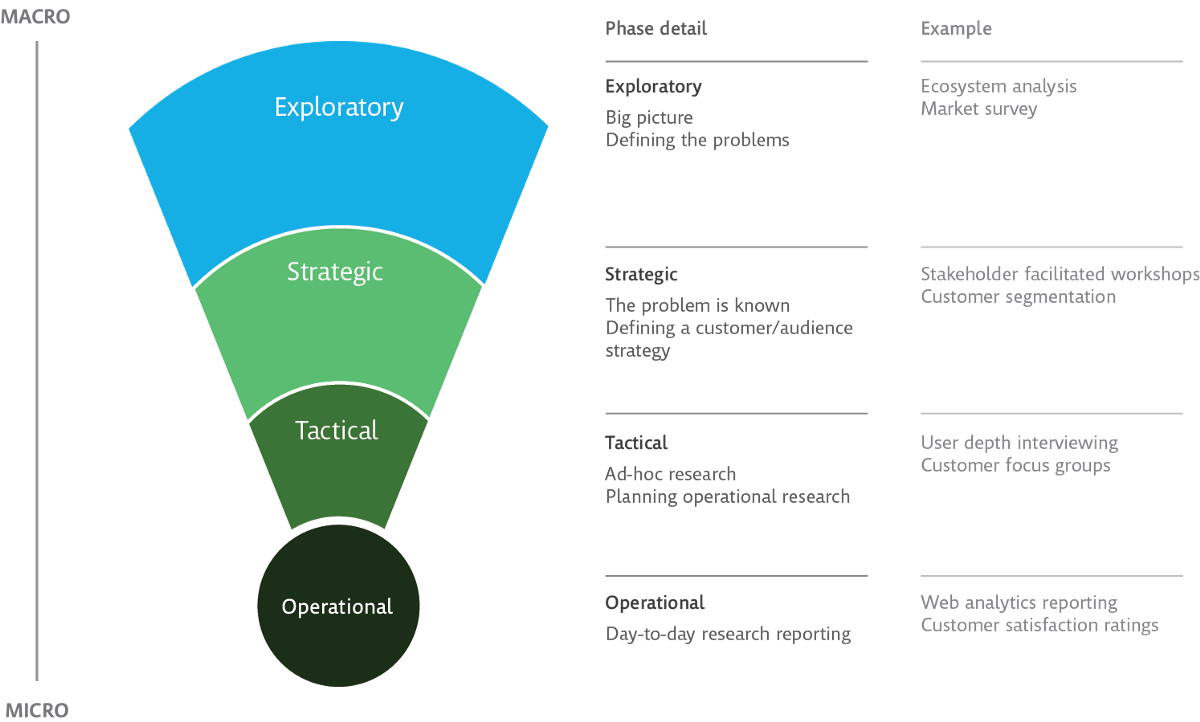 MACRO
Exploratory
Strategic
Tactical
Operational
MICRO
Phase detail
Example
Exploratory
Big picture
Defining the problems
Ecosystem analysis
Market survey
Strategic
The problem is known
Defining a customer/audience
strategy
Stakeholder facilitated workshops
Customer segmentation
Tactical
Ad-hoc research
Planning operational research
User depth interviewing
Customer focus groups
Operational
Day-to-day research reporting
Web analytics reporting
Customer satisfaction ratings